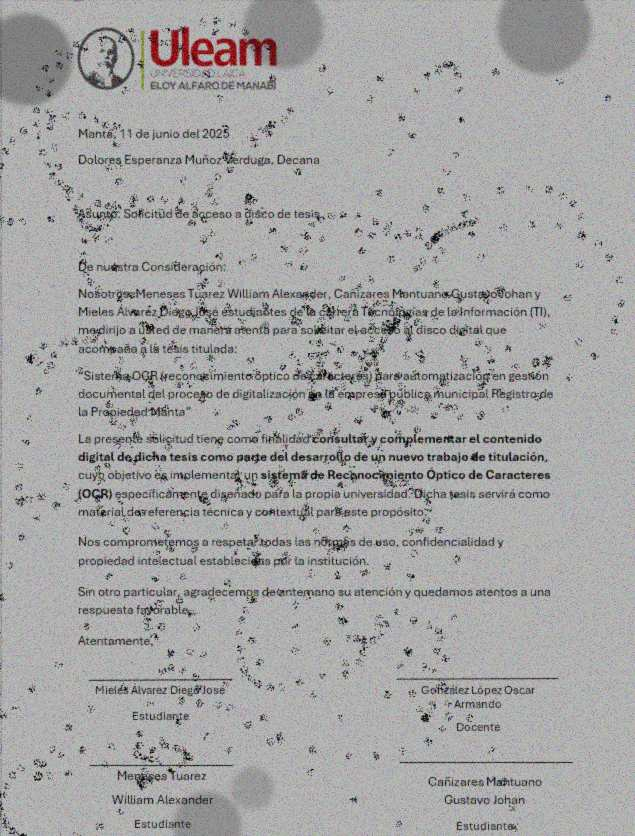 Uleam
UNIVERSIDAD LAICA
ELOY ALFARO DE MANABÍ
Manta, 11 de junio del 2025
Dolores Esperanza Muñoz Verduga, Decana
Asunto: Solicitud de acceso a disco de tesis
De nuestra Consideración:
Nosotros, Meneses Tuarez William Alexander, Cañizares Mantuano Gustavo Johan y
Mieles Álvarez Diego José estudiantes de la carrera Tecnologías de la Información (TI),
me dirijo a usted de manera atenta para solicitar el acceso al disco digital que
acompaña a la tesis titulada:
"Sistema OCR (reconocimiento óptico de caracteres) para automatización en gestión
documental del proceso de digitalización en la empresa pública municipal Registro de
la Propiedad Manta"
La presente solicitud tiene como finalidad consultar y complementar el contenido
digital de dicha tesis como parte del desarrollo de un nuevo trabajo de titulación,
cuyo objetivo es implementar un sistema de Reconocimiento Óptico de Caracteres
(OCR) específicamente diseñado para la propia universidad. Dicha tesis servirá como
material de referencia técnica y contextual para este propósito.
Nos comprometemos a respetar todas las normas de uso, confidencialidad y
propiedad intelectual establecidas por la institución.
Sin otro particular, agradecemos de antemano su atención y quedamos atentos a una
respuesta favorable.
Atentamente,
Mieles Álvarez Diego José
Estudiante
González López Oscar
Armando
Docente
Meneses Tuarez
William Alexander
Estudiante
Cañizares Mantuano
Gustavo Johan
Estudiante